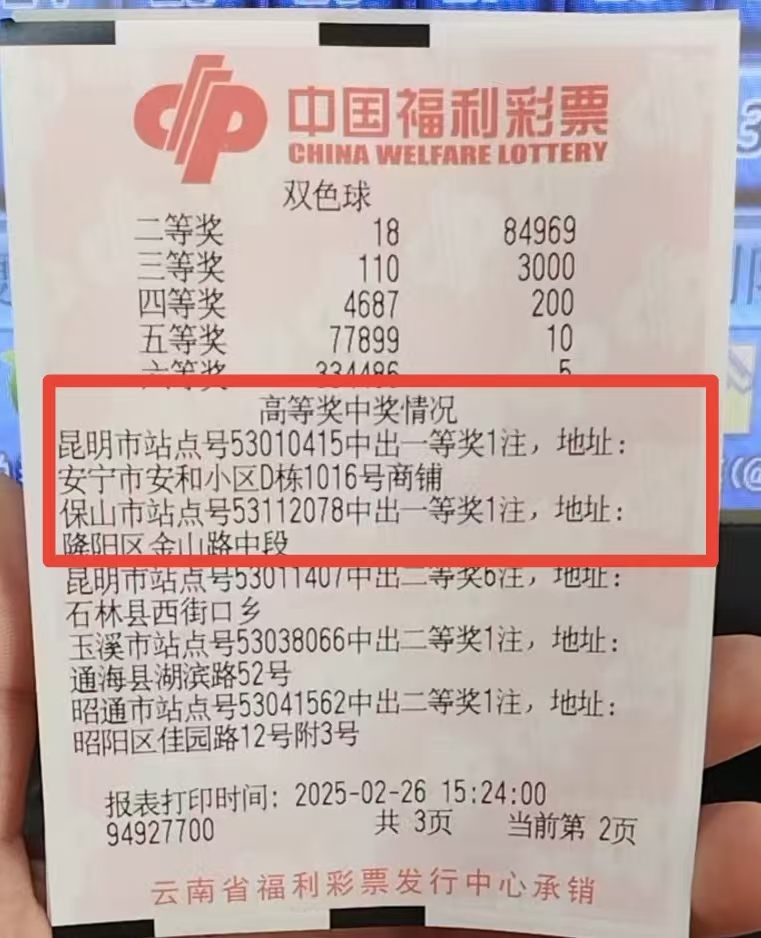 中国福利彩票
CHINA WELFARE LOTTERY
双色球
二等奖 18 84969
三等奖 110 3000
四等奖 4687 200
五等奖 77899 10
六等奖 334486 5
高等奖中奖情况
昆明市站点号53010415中出一等奖1注，地址：
安宁市安和小区D栋1016号商铺
保山市站点号53112078中出一等奖1注，地址：
隆阳区金山路中段
昆明市站点号53011407中出二等奖6注，地址：
石林县西街口乡
玉溪市站点号53038066中出二等奖1注，地址：
通海县湖滨路52号
昭通市站点号53041562中出二等奖1注，地址：
昭阳区佳园路12号附3号
报表打印时间：2025-02-26 15:24:00
94927700 共 3页 当前第 2页
云南省福利彩票发行中心承销